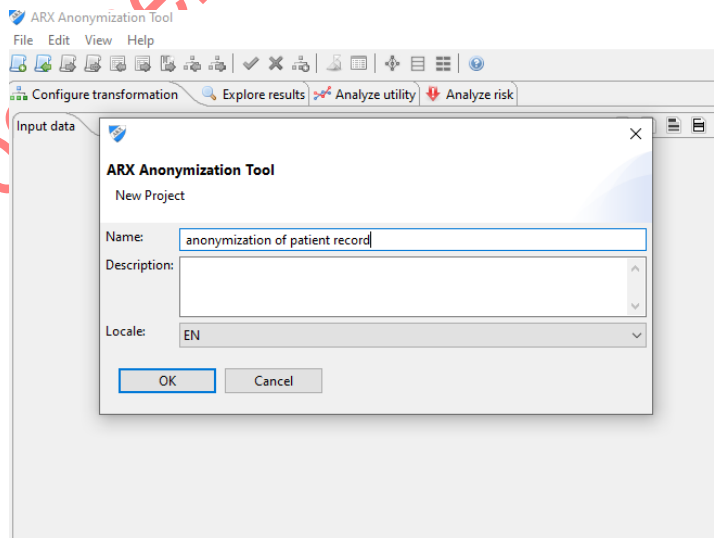 ARX Anonymization Tool
File Edit View Help
Configure transformation Explore results Analyze utility Analyze risk
Input data
ARX Anonymization Tool
New Project
Name: anonymization of patient record
Description:
Locale: EN
OK Cancel